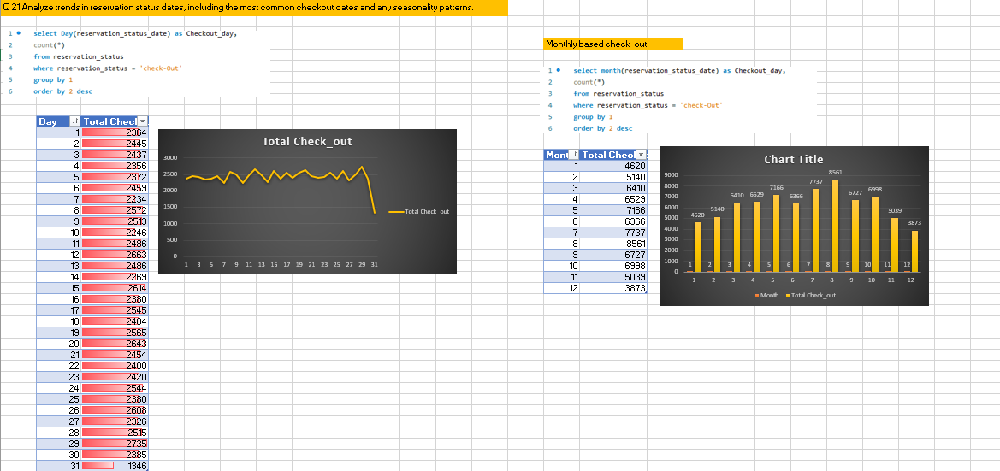 Q 21 Analyze trends in reservation status dates, including the most common checkout dates and any seasonality patterns.
1 select Day(reservation_status_date) as Checkout_day,
2 count(*)
3 from reservation_status
4 where reservation_status = 'check-Out'
5 group by 1
6 order by 2 desc
Day Total Check
1 2364
2 2445
3 2437
4 2356
5 2372
6 2459
7 2234
8 2572
9 2513
10 2246
11 2486
12 2663
13 2486
14 2269
15 2614
16 2380
17 2545
18 2404
19 2565
20 2643
21 2454
22 2400
23 2420
24 2544
25 2380
26 2608
27 2326
28 2515
29 2735
30 2385
31 1346
Total Check_out
3000
2500
2000
1500
1000
500
0
1 3 5 7 9 11 13 15 17 19 21 23 25 27 29 31
Total Check_out
Monthly based check-out
1 select month(reservation_status_date) as Checkout_day,
2 count(*)
3 from reservation_status
4 where reservation_status = 'check-Out'
5 group by 1
6 order by 2 desc
Mont Total Check
1 4620
2 5140
3 6410
4 6529
5 7166
6 6366
7 7737
8 8561
9 6727
10 6998
11 5039
12 3873
Chart Title
9000
8000
7000
6000
5000
4000
3000
2000
1000
0
4620 5140 6410 6529 7166 6366 7737 8561 6727 6998 5039 3873
1 2 3 4 5 6 7 8 9 10 11 12
1 2 3 4 5 6 7 8 9 10 11 12
Month Total Check_out